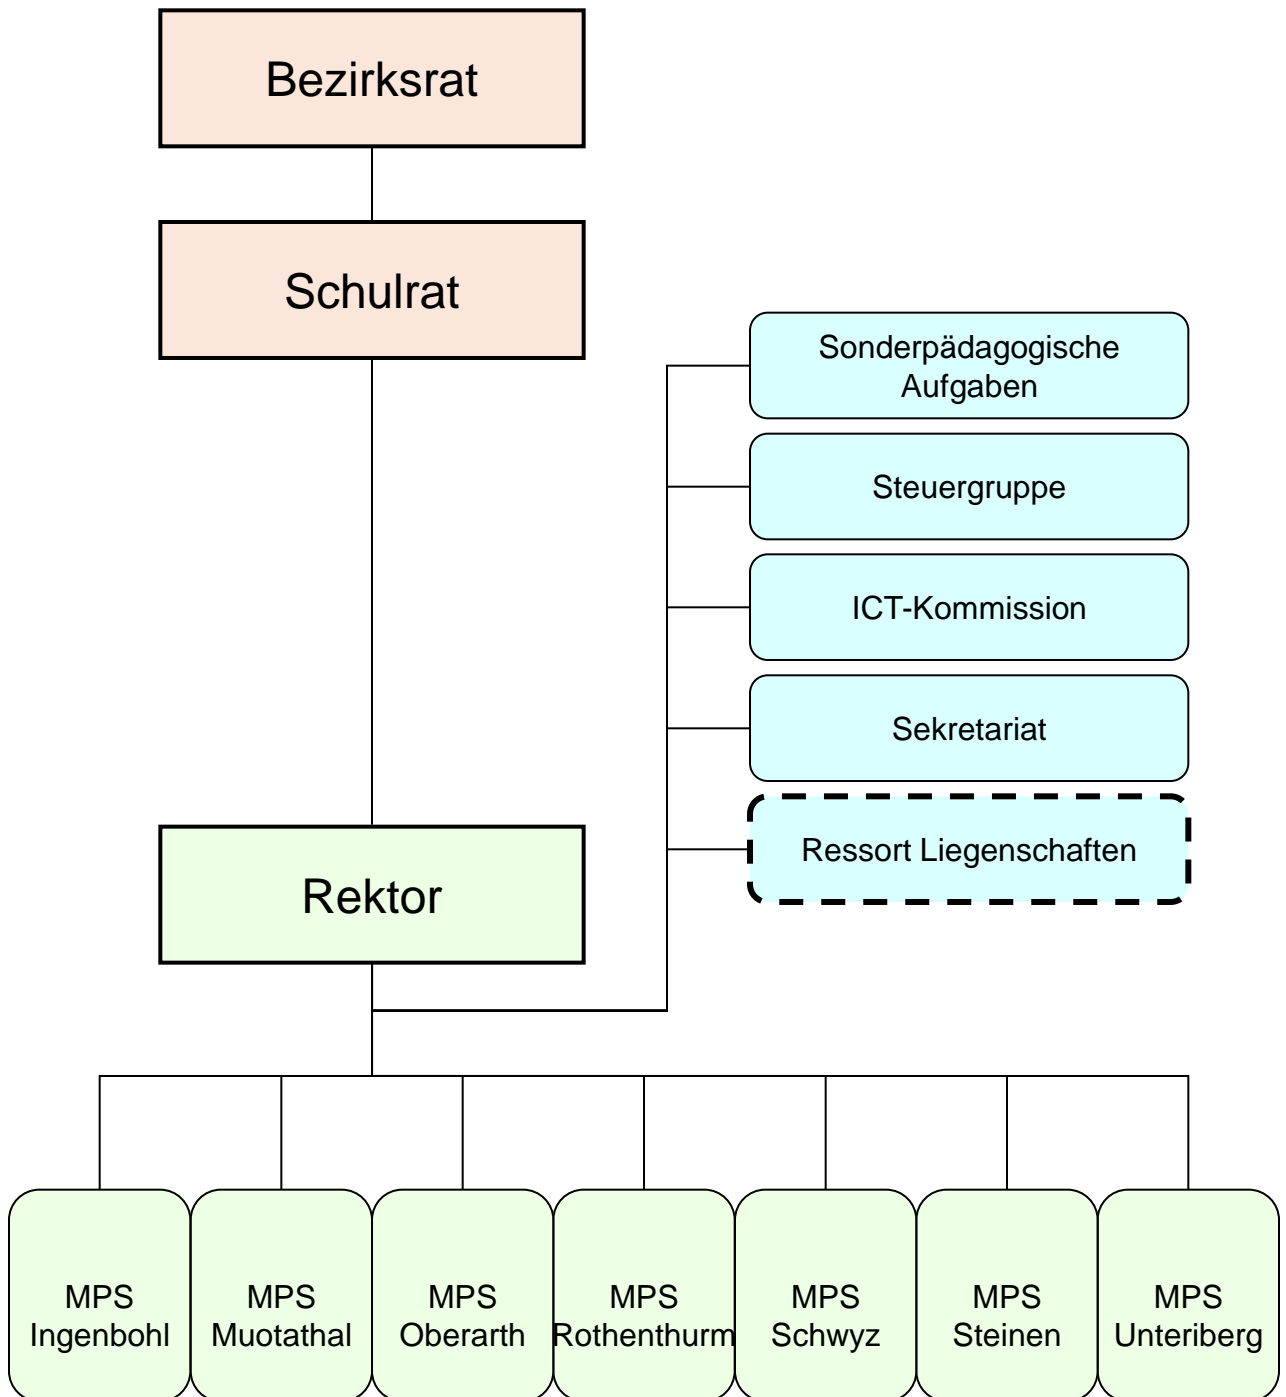 Bezirksrat
Schulrat
Sonderpädagogische
Aufgaben
Steuergruppe
ICT-Kommission
Sekretariat
Ressort Liegenschaften
Rektor
MPS
Ingenbohl
MPS
Muotathal
MPS
Oberarth
MPS
Rothenthurm
MPS
Schwyz
MPS
Steinen
MPS
Unteriberg